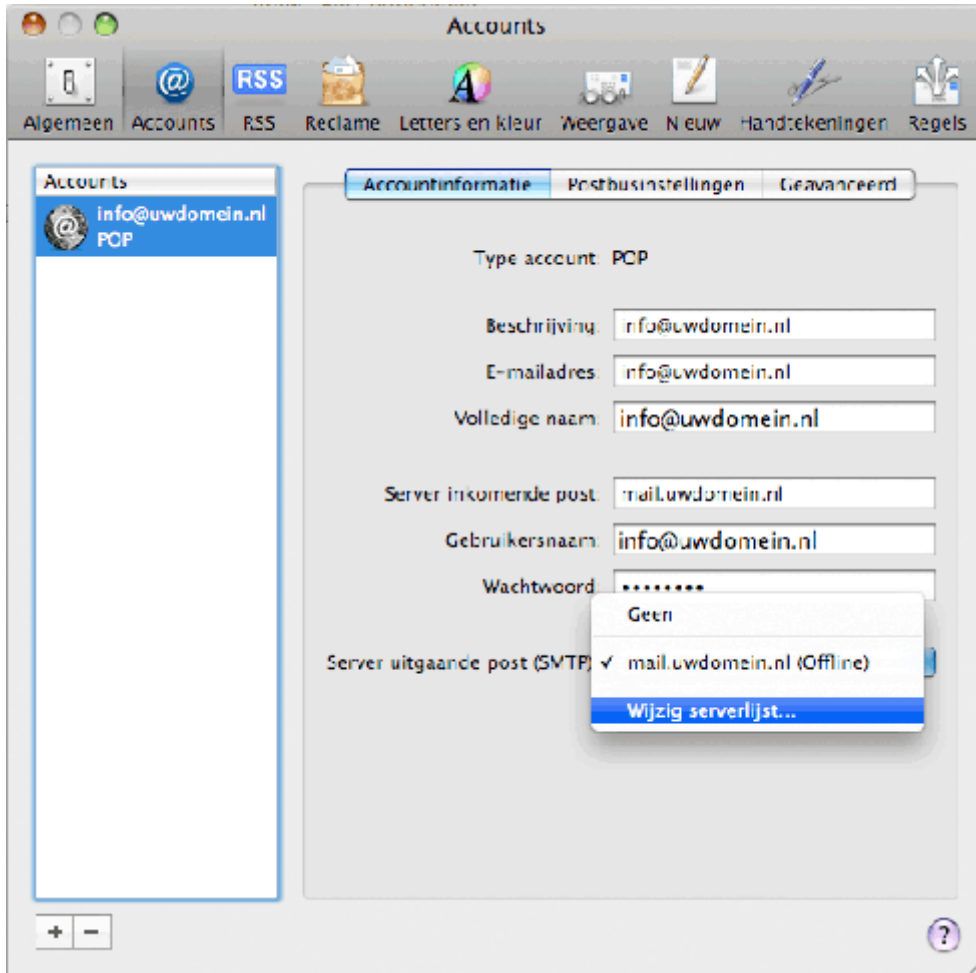 Accounts
Algemeen Accounts RSS Reclame Letters en kleur Weergave Nieuw Handtekeningen Regels
RSS
Accounts
info@uwdomein.nl
POP
Accountinformatie Postbusinstellingen Geavanceerd
Type account: POP
Beschrijving: info@uwdomein.nl
E-mailadres: info@uwdomein.nl
Volledige naam: info@uwdomein.nl
Server inkomende post: mail.uwdomein.nl
Gebruikersnaam: info@uwdomein.nl
Wachtwoord: ••••••••
Geen
Server uitgaande post (SMTP) ✓ mail.uwdomein.nl (Offline)
Wijzig serverlijst...
+ − ?